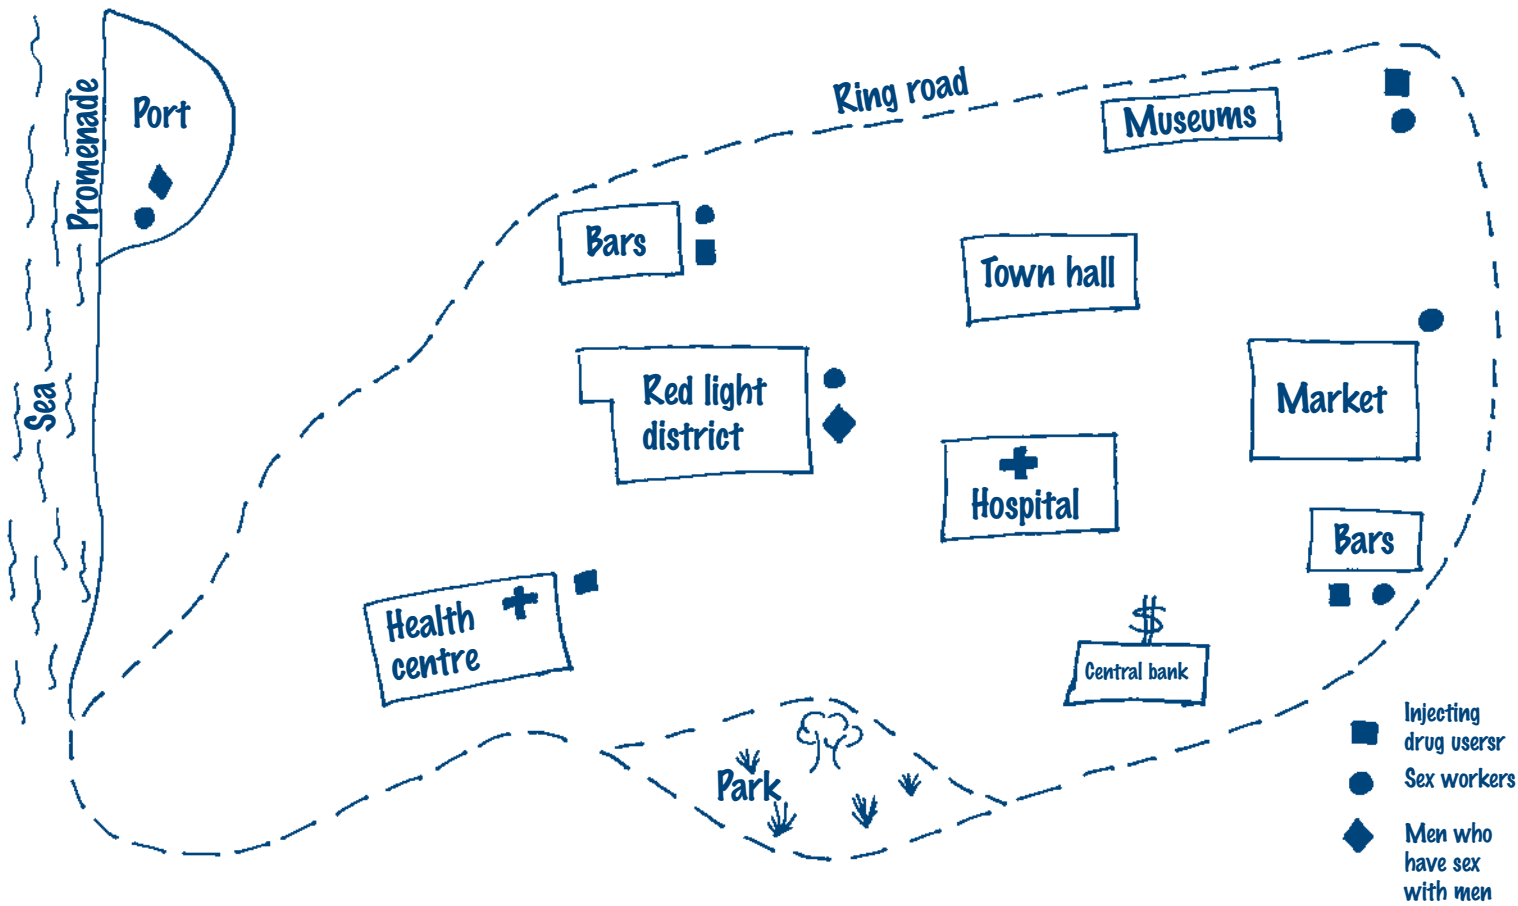 Promenade
Port
Sea
Ring road
Museums
Bars
Town hall
Red light
district
Market
Hospital
Bars
Health
centre
$
Central bank
Park
Injecting
drug usersr
Sex workers
Men who
have sex
with men